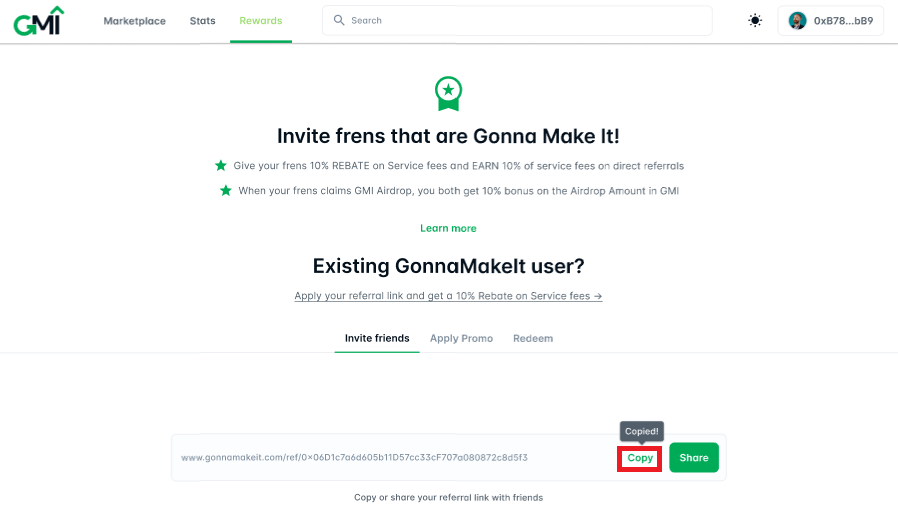 GMI
Marketplace
Stats
Rewards
Search
0xB78...bB9
Invite frens that are Gonna Make It!
Give your frens 10% REBATE on Service fees and EARN 10% of service fees on direct referrals
When your frens claims GMI Airdrop, you both get 10% bonus on the Airdrop Amount in GMI
Learn more
Existing GonnaMakeIt user?
Apply your referral link and get a 10% Rebate on Service fees →
Invite friends
Apply Promo
Redeem
Copied!
www.gonnamakeit.com/ref/0x06D1c7a6d605b11D57cc33cF707a080872c8d5f3
Copy
Share
Copy or share your referral link with friends